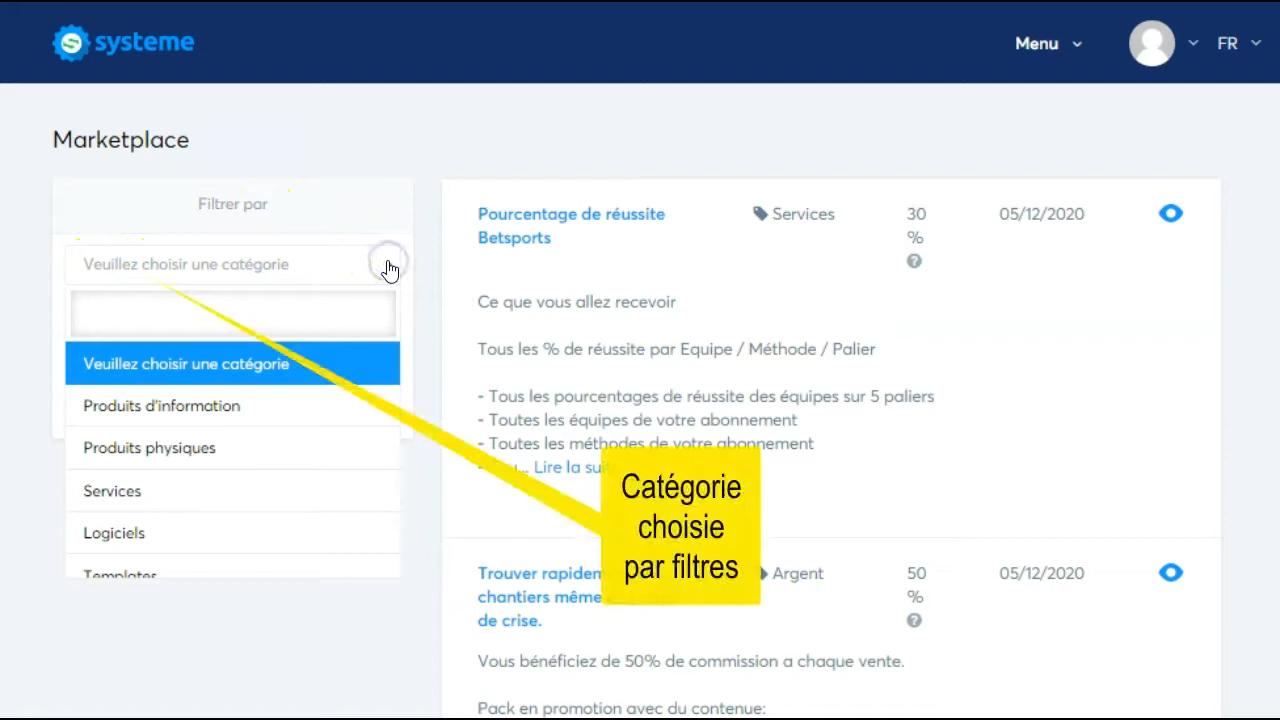 systeme
Menu
FR
Marketplace
Filtrer par
Veuillez choisir une catégorie
Veuillez choisir une catégorie
Produits d'information
Produits physiques
Services
Logiciels
Templates
Pourcentage de réussite
Betsports
Services
30
%
05/12/2020
Ce que vous allez recevoir
Tous les % de réussite par Equipe / Méthode / Palier
- Tous les pourcentages de réussite des équipes sur 5 paliers
- Toutes les équipes de votre abonnement
- Toutes les méthodes de votre abonnement
... Lire la
Catégorie
choisie
par filtres
Trouver
chantiers même
de crise.
Argent
50
%
05/12/2020
Vous bénéficiez de 50% de commission a chaque vente.
Pack en promotion avec du contenue: